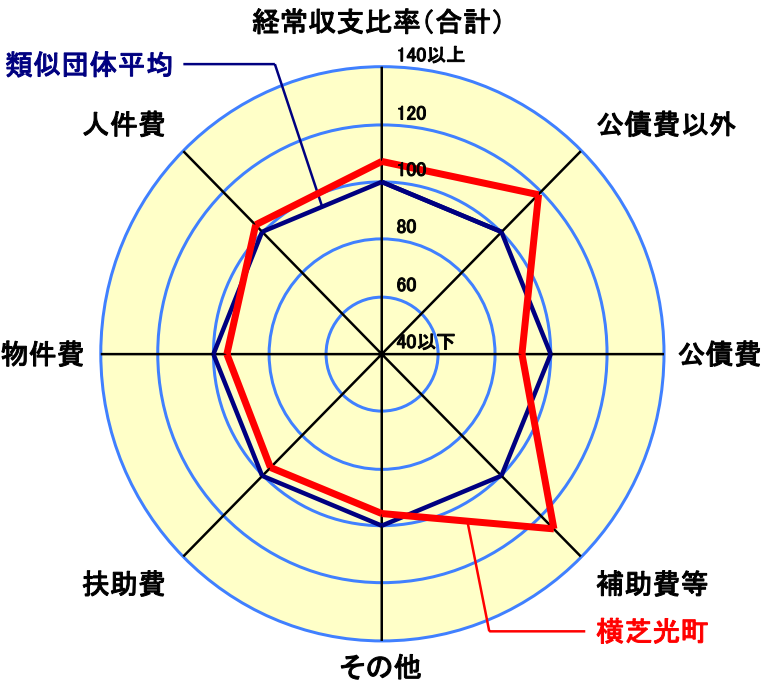 経常収支比率（合計）
140以上
類似団体平均
人件費
120
公債費以外
100
80
60
40以下
物件費
公債費
扶助費
補助費等
横芝光町
その他